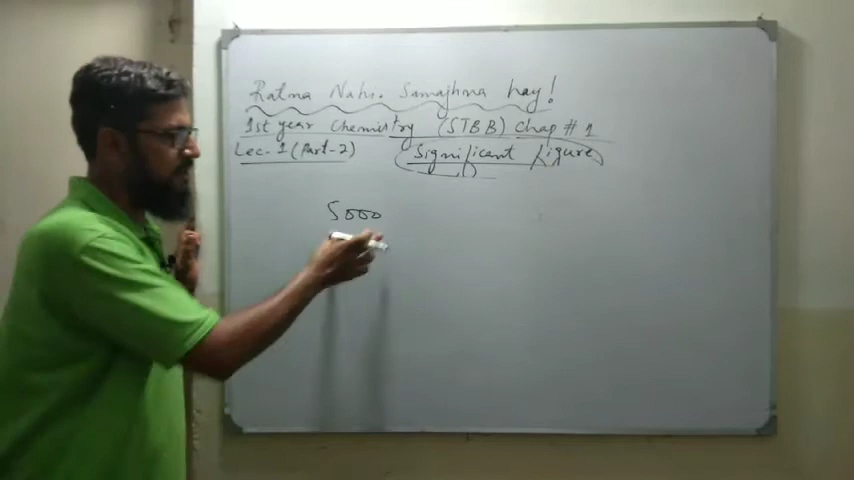 Ratna Nahi. Samajhna hay!
1st year Chemistry (STBB) Chap # 1
Lec-1 (Part-2) Significant figure
5000